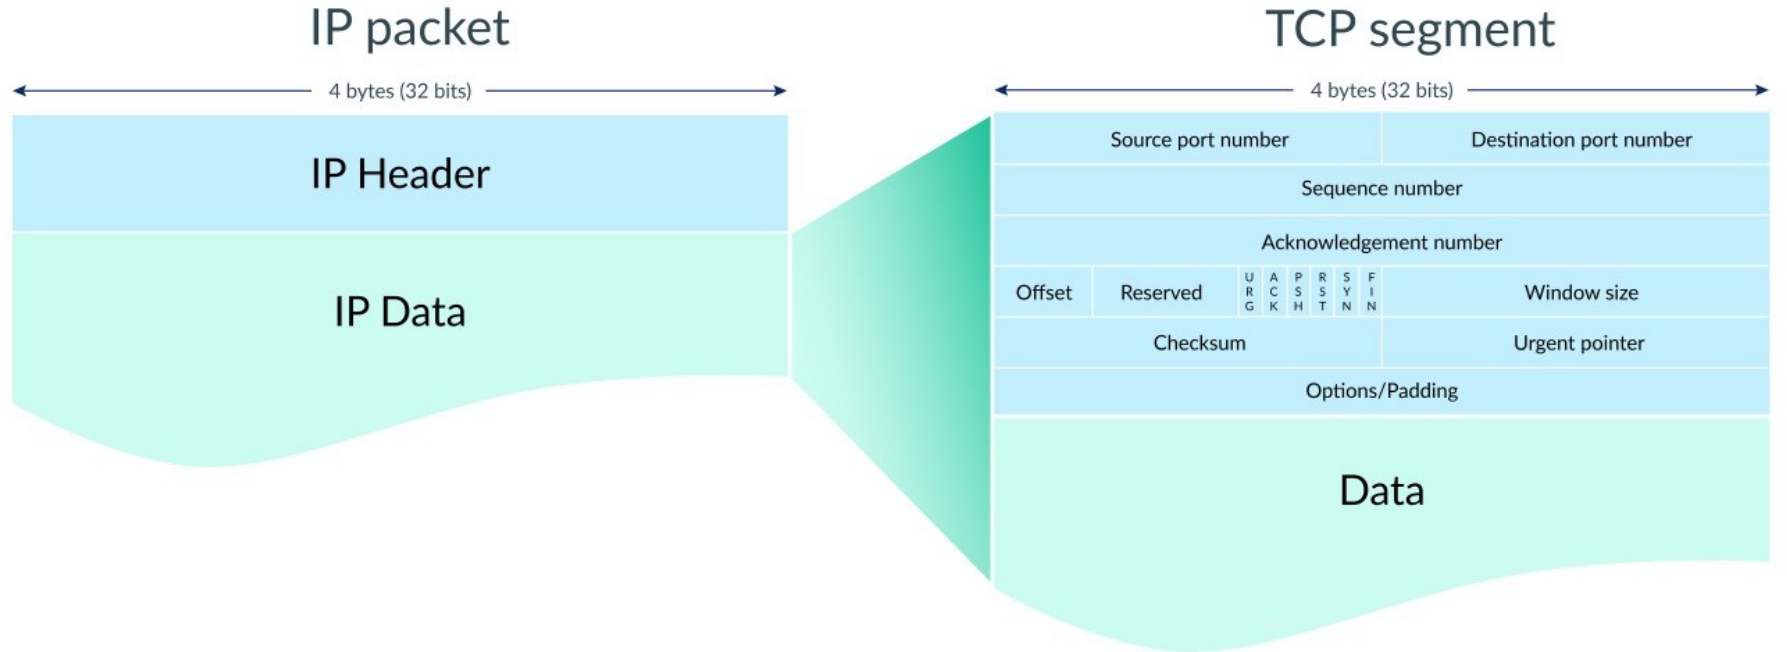 IP packet
4 bytes (32 bits)
IP Header
IP Data
TCP segment
4 bytes (32 bits)
Source port number
Destination port number
Sequence number
Acknowledgement number
Offset
Reserved
URG
ACK
PSH
RST
SYN
FIN
Window size
Checksum
Urgent pointer
Options/Padding
Data